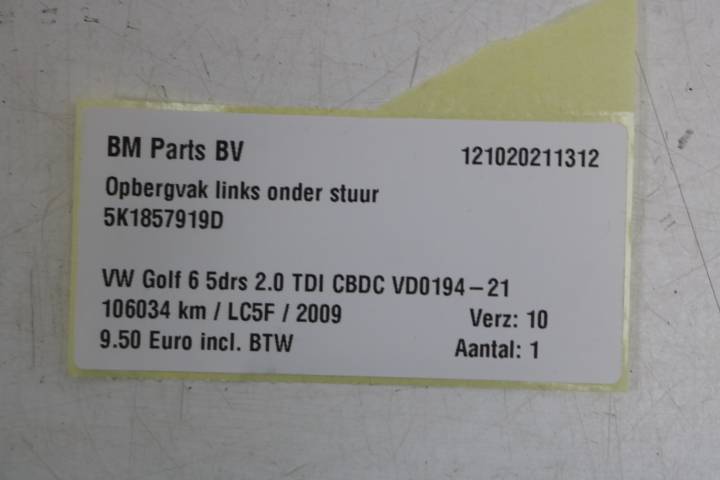 BM Parts BV 121020211312
Opbergvak links onder stuur
5K1857919D
VW Golf 6 5drs 2.0 TDI CBDC VD0194-21
106034 km / LC5F / 2009 Verz: 10
9.50 Euro incl. BTW Aantal: 1